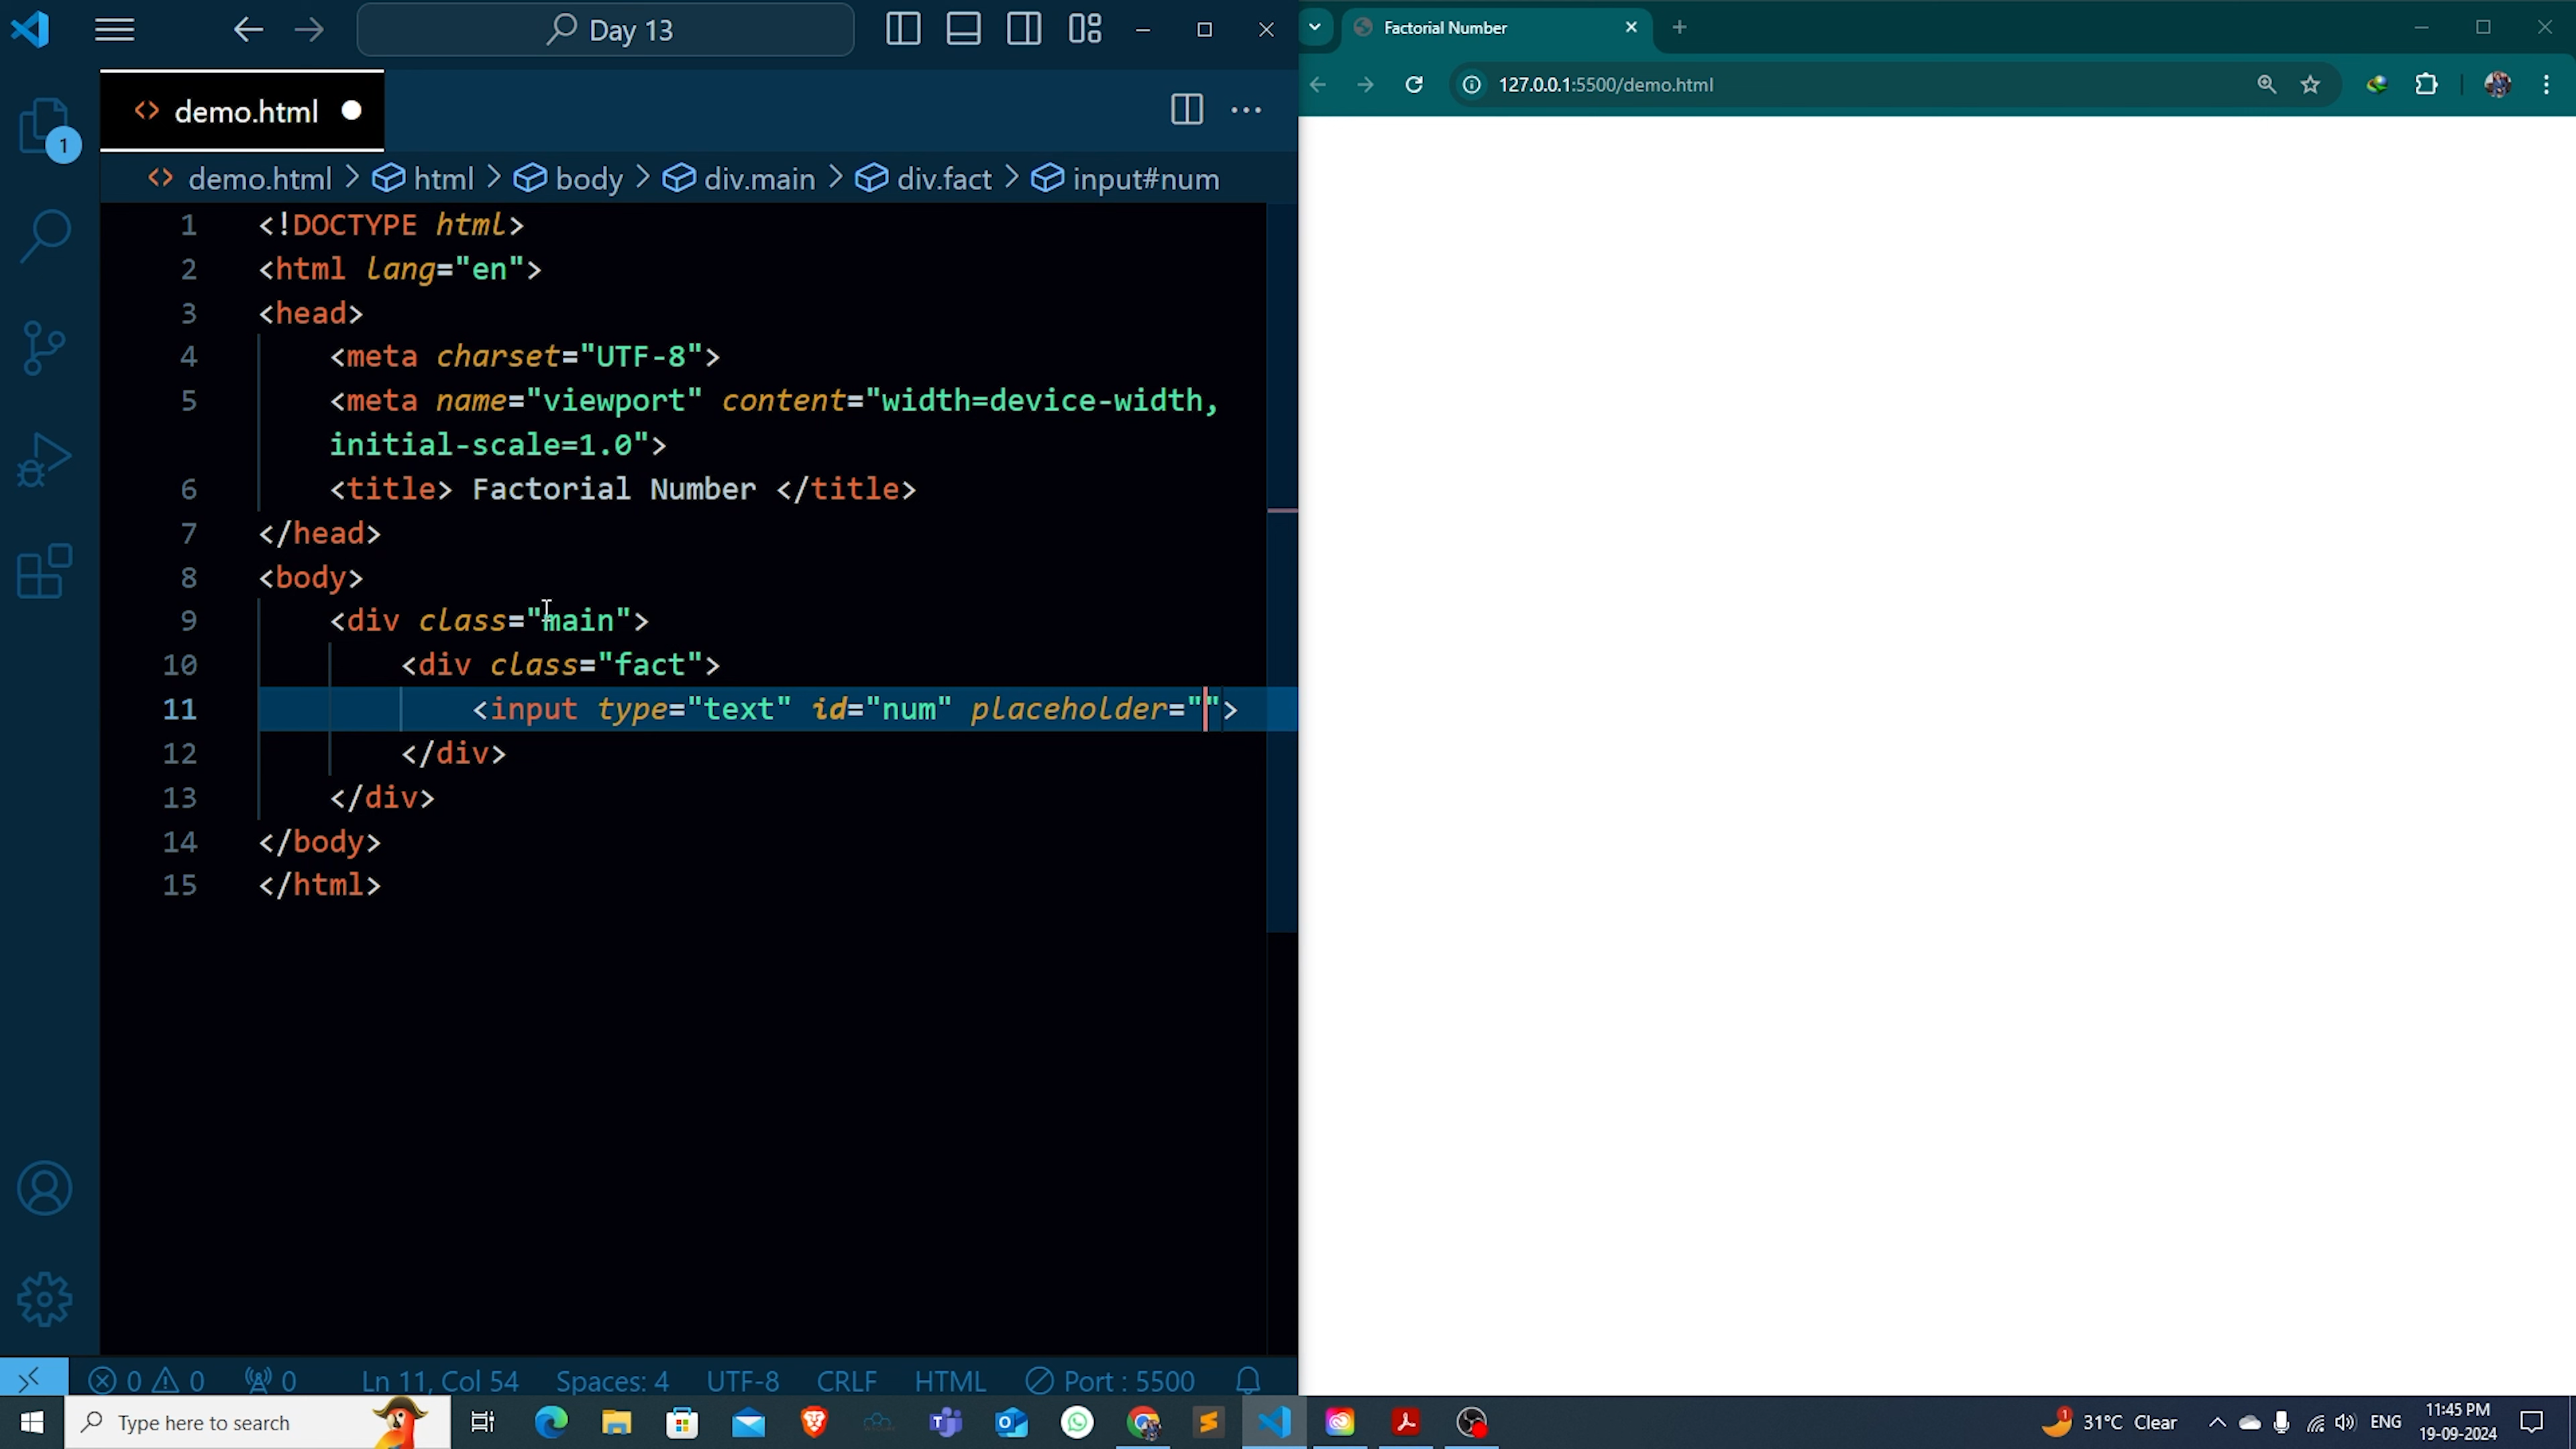 Day 13
Factorial Number
demo.html
127.0.0.1:5500/demo.html
1
demo.html > html > body > div.main > div.fact > input#num
1 <!DOCTYPE html>
2 <html lang="en">
3 <head>
4 <meta charset="UTF-8">
5 <meta name="viewport" content="width=device-width,
initial-scale=1.0">
6 <title> Factorial Number </title>
7 </head>
8 <body>
9 <div class="main">
10 <div class="fact">
11 <input type="text" id="num" placeholder="">
12 </div>
13 </div>
14 </body>
15 </html>
0 0 0 Ln 11, Col 54 Spaces: 4 UTF-8 CRLF HTML Port : 5500
Type here to search
1 31°C Clear ENG 11:45 PM
19-09-2024